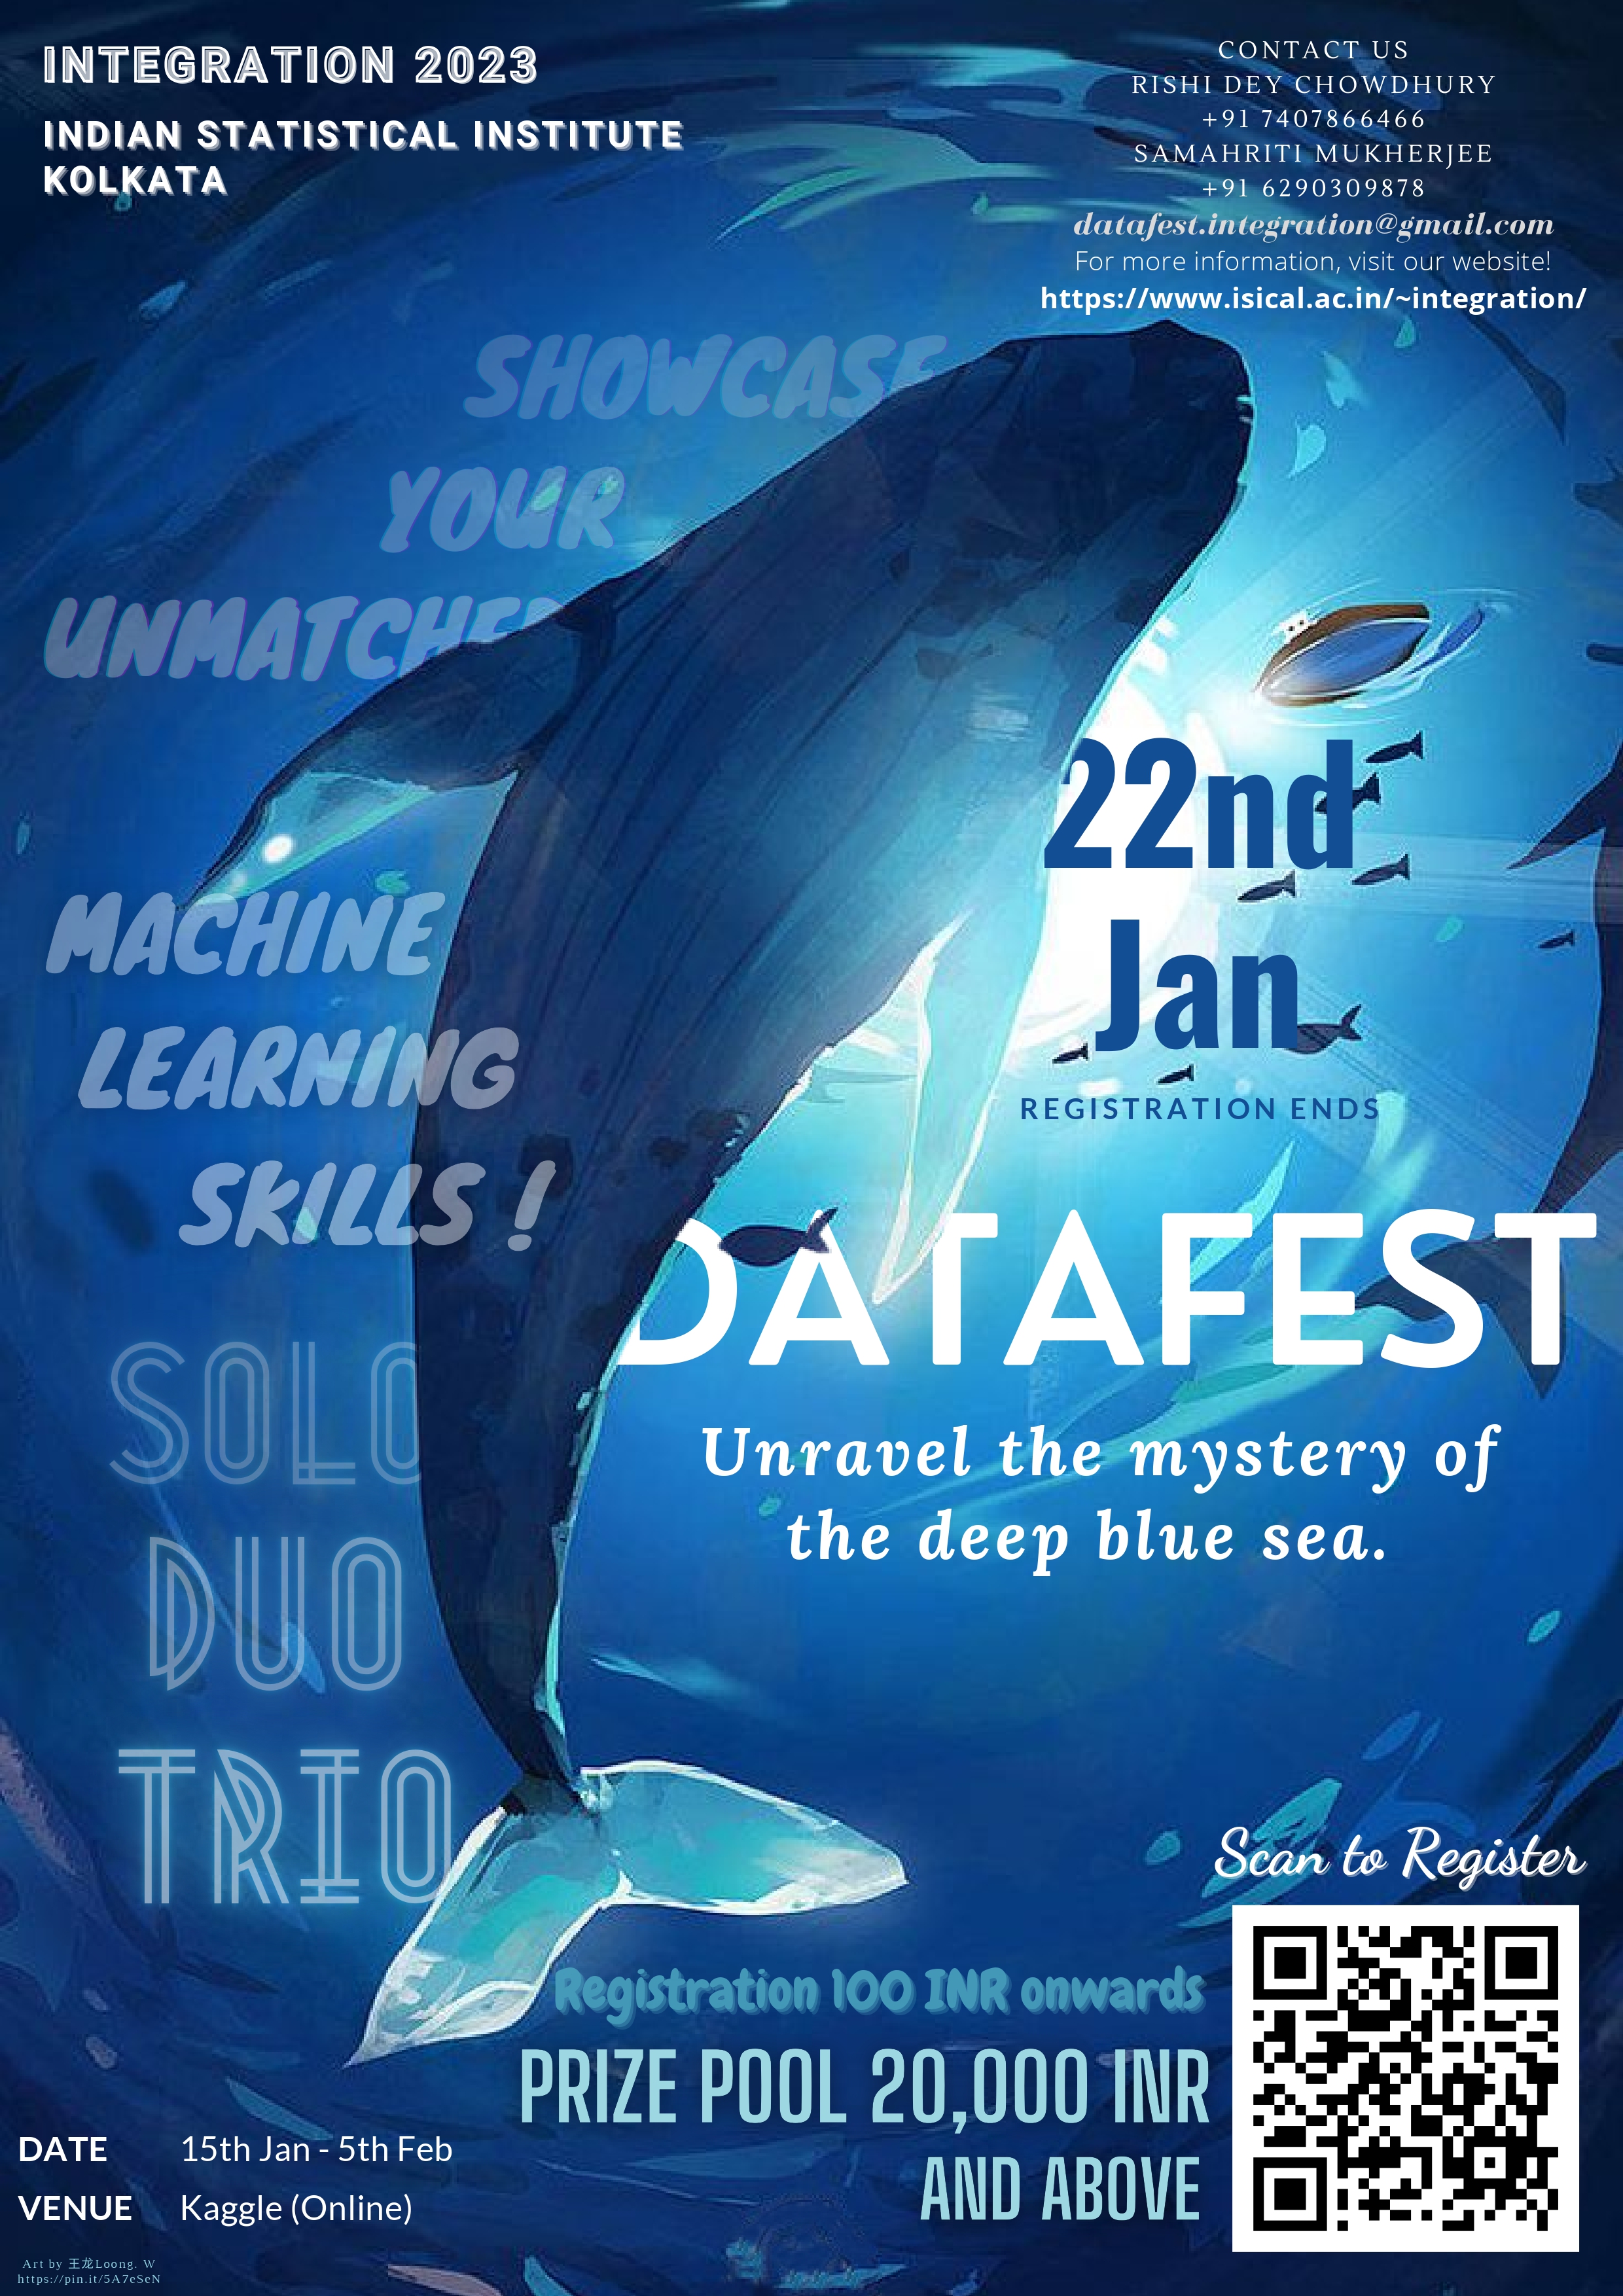 INTEGRATION 2023
INDIAN STATISTICAL INSTITUTE
KOLKATA
CONTACT US
RISHI DEY CHOWDHURY
+91 7407866466
SAMAHRITI MUKHERJEE
+91 6290309878
datafest.integration@gmail.com
For more information, visit our website!
https://www.isical.ac.in/~integration/
SHOWCASE
YOUR
UNMATCHED
MACHINE
LEARNING
SKILLS !
22nd
Jan
REGISTRATION ENDS
DATAFEST
Unravel the mystery of
the deep blue sea.
SOLO
DUO
TRIO
Scan to Register
Registration 100 INR onwards
PRIZE POOL 20,000 INR
AND ABOVE
DATE 15th Jan - 5th Feb
VENUE Kaggle (Online)
Art by 王龙Loong. W
https://pin.it/5A7eSeN